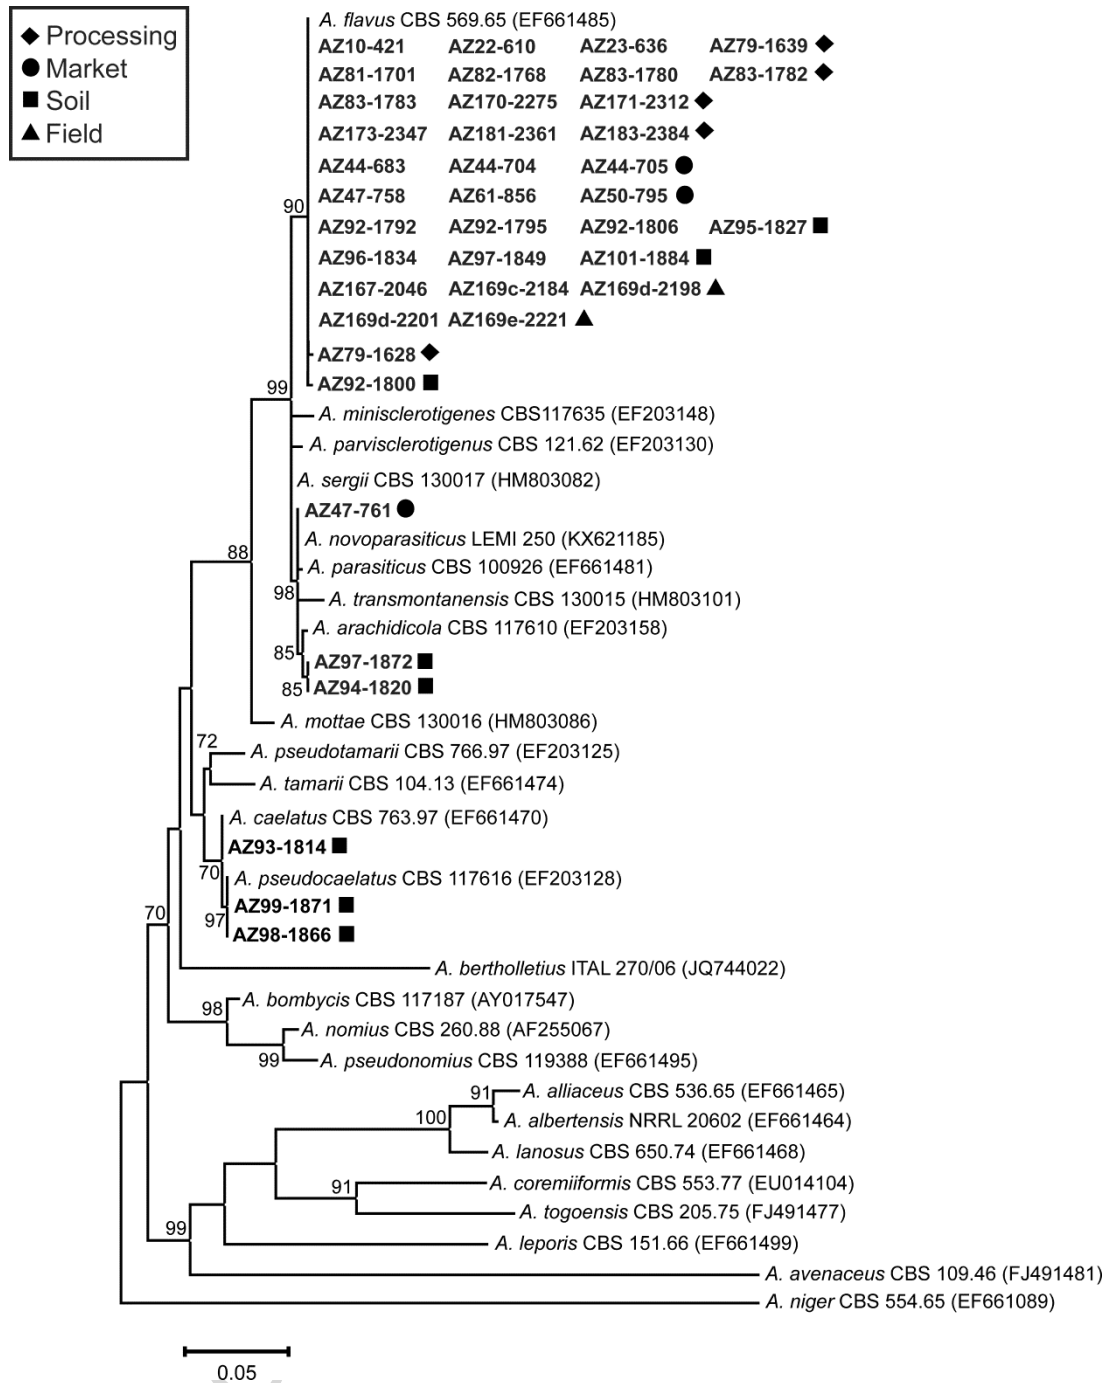 Processing
Market
Soil
Field
A. flavus CBS 569.65 (EF661485)
AZ10-421 AZ22-610 AZ23-636 AZ79-1639
AZ81-1701 AZ82-1768 AZ83-1780 AZ83-1782
AZ83-1783 AZ170-2275 AZ171-2312
AZ173-2347 AZ181-2361 AZ183-2384
AZ44-683 AZ44-704 AZ44-705
AZ47-758 AZ61-856 AZ50-795
90
AZ92-1792 AZ92-1795 AZ92-1806 AZ95-1827
AZ96-1834 AZ97-1849 AZ101-1884
AZ167-2046 AZ169c-2184 AZ169d-2198
AZ169d-2201 AZ169e-2221
AZ79-1628
AZ92-1800
99
A. minisclerotigenes CBS117635 (EF203148)
A. parvisclerotigenus CBS 121.62 (EF203130)
A. sergii CBS 130017 (HM803082)
AZ47-761
A. novoparasiticus LEMI 250 (KX621185)
88
A. parasiticus CBS 100926 (EF661481)
98
A. transmontanensis CBS 130015 (HM803101)
A. arachidicola CBS 117610 (EF203158)
85
AZ97-1872
85
AZ94-1820
A. mottae CBS 130016 (HM803086)
72
A. pseudotamarii CBS 766.97 (EF203125)
A. tamarii CBS 104.13 (EF661474)
A. caelatus CBS 763.97 (EF661470)
AZ93-1814
70
A. pseudocaelatus CBS 117616 (EF203128)
AZ99-1871
70
97
AZ98-1866
A. bertholletius ITAL 270/06 (JQ744022)
A. bombycis CBS 117187 (AY017547)
98
A. nomius CBS 260.88 (AF255067)
99
A. pseudonomius CBS 119388 (EF661495)
91
A. alliaceus CBS 536.65 (EF661465)
100
A. albertensis NRRL 20602 (EF661464)
A. lanosus CBS 650.74 (EF661468)
91
A. coremiiformis CBS 553.77 (EU014104)
A. togoensis CBS 205.75 (FJ491477)
99
A. leporis CBS 151.66 (EF661499)
A. avenaceus CBS 109.46 (FJ491481)
A. niger CBS 554.65 (EF661089)
0.05